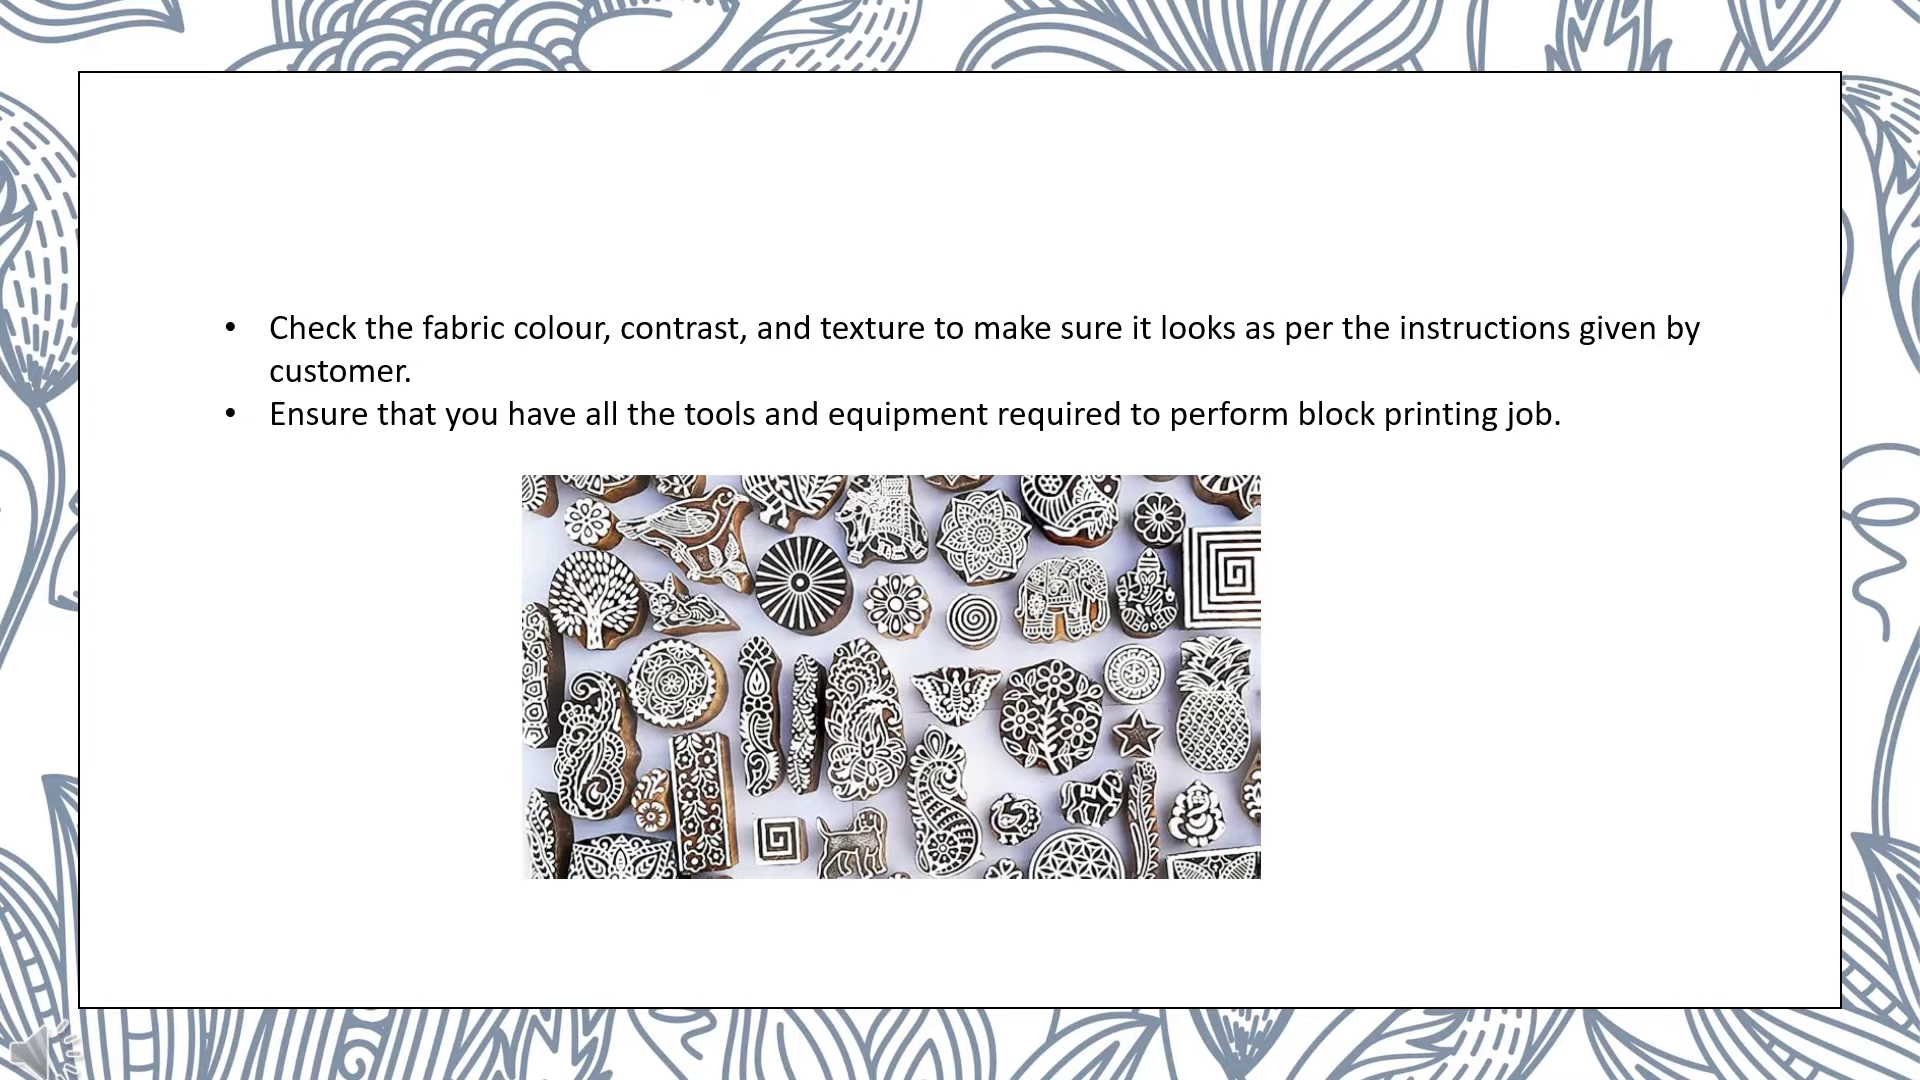 • Check the fabric colour, contrast, and texture to make sure it looks as per the instructions given by
customer.
• Ensure that you have all the tools and equipment required to perform block printing job.